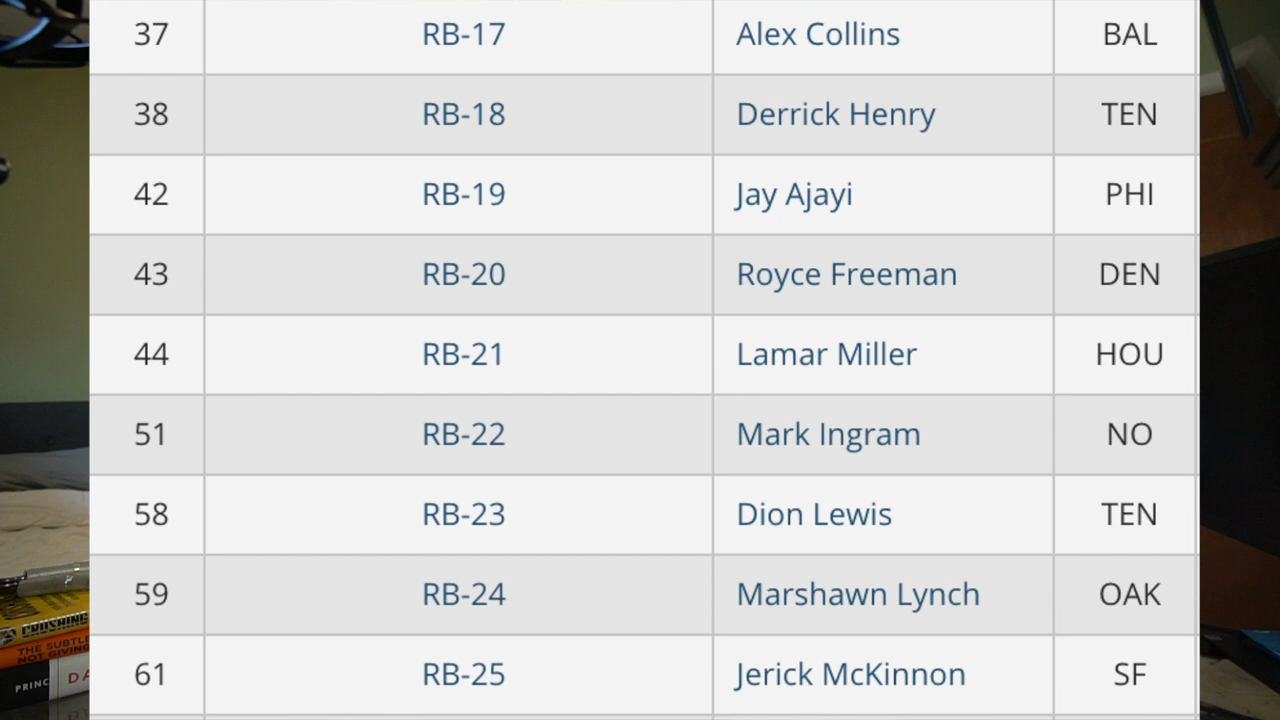 37 RB-17 Alex Collins BAL
38 RB-18 Derrick Henry TEN
42 RB-19 Jay Ajayi PHI
43 RB-20 Royce Freeman DEN
44 RB-21 Lamar Miller HOU
51 RB-22 Mark Ingram NO
58 RB-23 Dion Lewis TEN
59 RB-24 Marshawn Lynch OAK
61 RB-25 Jerick McKinnon SF
CRUSHING
THE SUBTL
NOT GIVING
PRINC DA